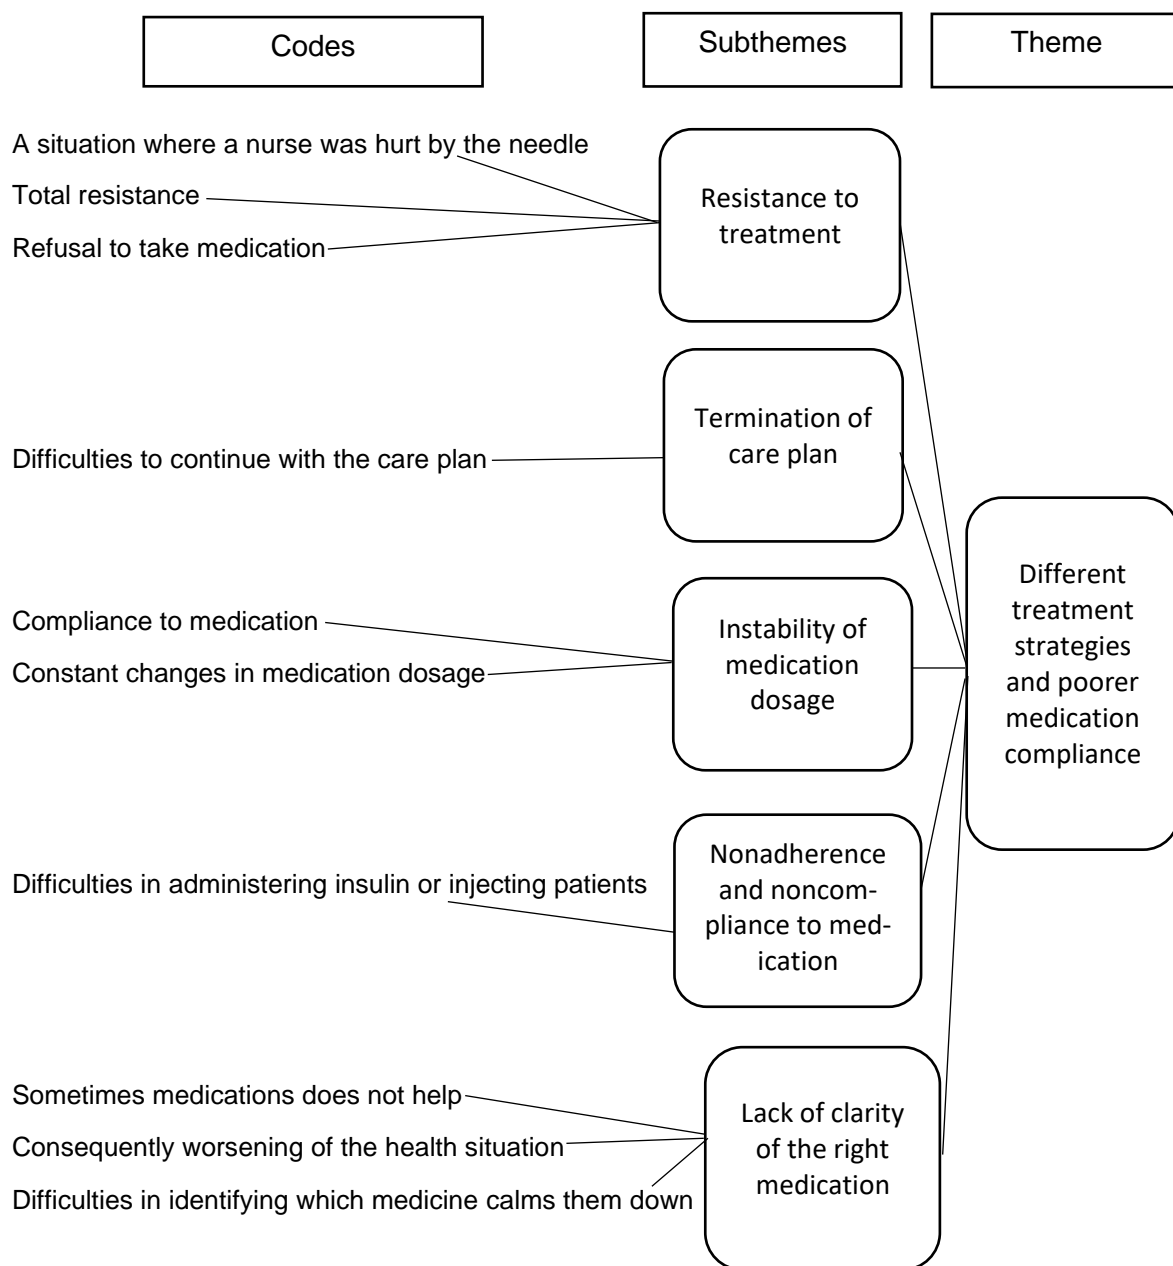 Codes
Subthemes
Theme
A situation where a nurse was hurt by the needle
Total resistance
Refusal to take medication
Resistance to
treatment
Difficulties to continue with the care plan
Termination of
care plan
Compliance to medication
Constant changes in medication dosage
Instability of
medication
dosage
Difficulties in administering insulin or injecting patients
Nonadherence
and noncom-
pliance to med-
ication
Sometimes medications does not help
Consequently worsening of the health situation
Difficulties in identifying which medicine calms them down
Lack of clarity
of the right
medication
Different
treatment
strategies
and poorer
medication
compliance